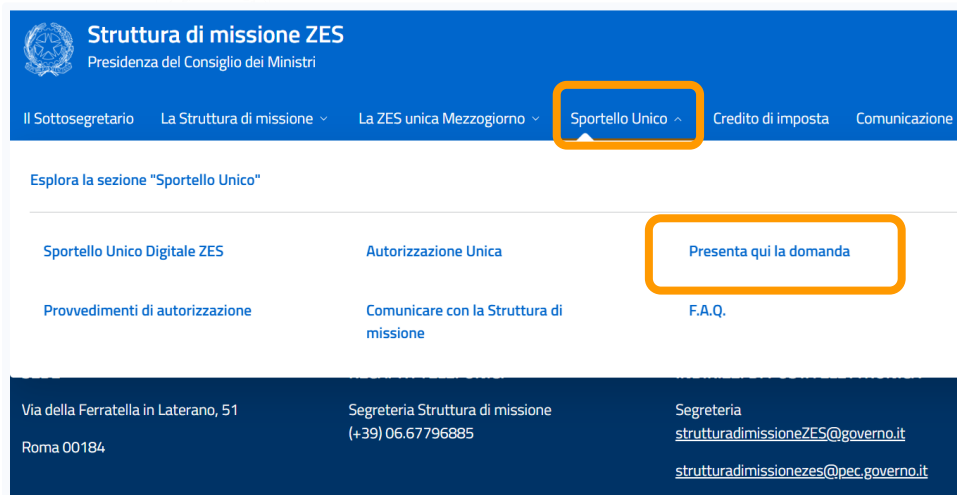 Struttura di missione ZES
Presidenza del Consiglio dei Ministri
Il Sottosegretario La Struttura di missione La ZES unica Mezzogiorno Sportello Unico Credito di imposta Comunicazione
Esplora la sezione "Sportello Unico"
Sportello Unico Digitale ZES Autorizzazione Unica Presenta qui la domanda
Provvedimenti di autorizzazione Comunicare con la Struttura di F.A.Q.
missione
Via della Ferratella in Laterano, 51 Segreteria Struttura di missione Segreteria
(+39) 06.67796885 strutturadimissioneZES@governo.it
Roma 00184
strutturadimissionezes@pec.governo.it